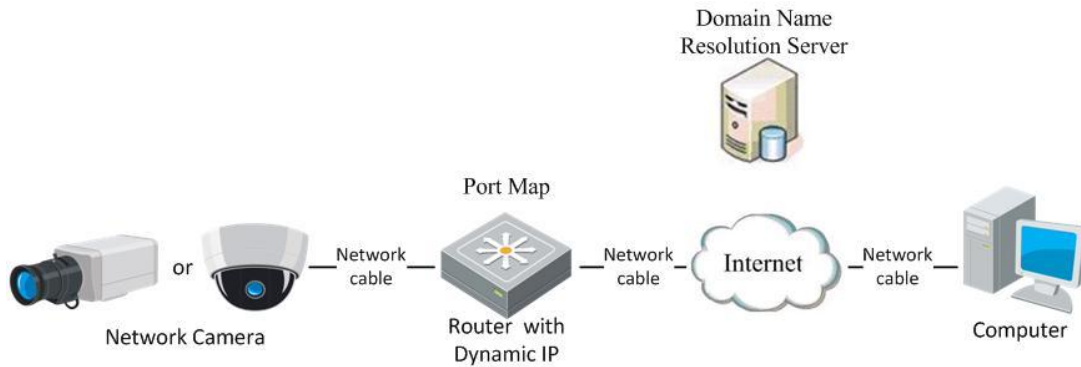 Domain Name
Resolution Server
Port Map
or
Network
cable
Network
cable
Internet
Network
cable
Network Camera
Router with
Dynamic IP
Computer